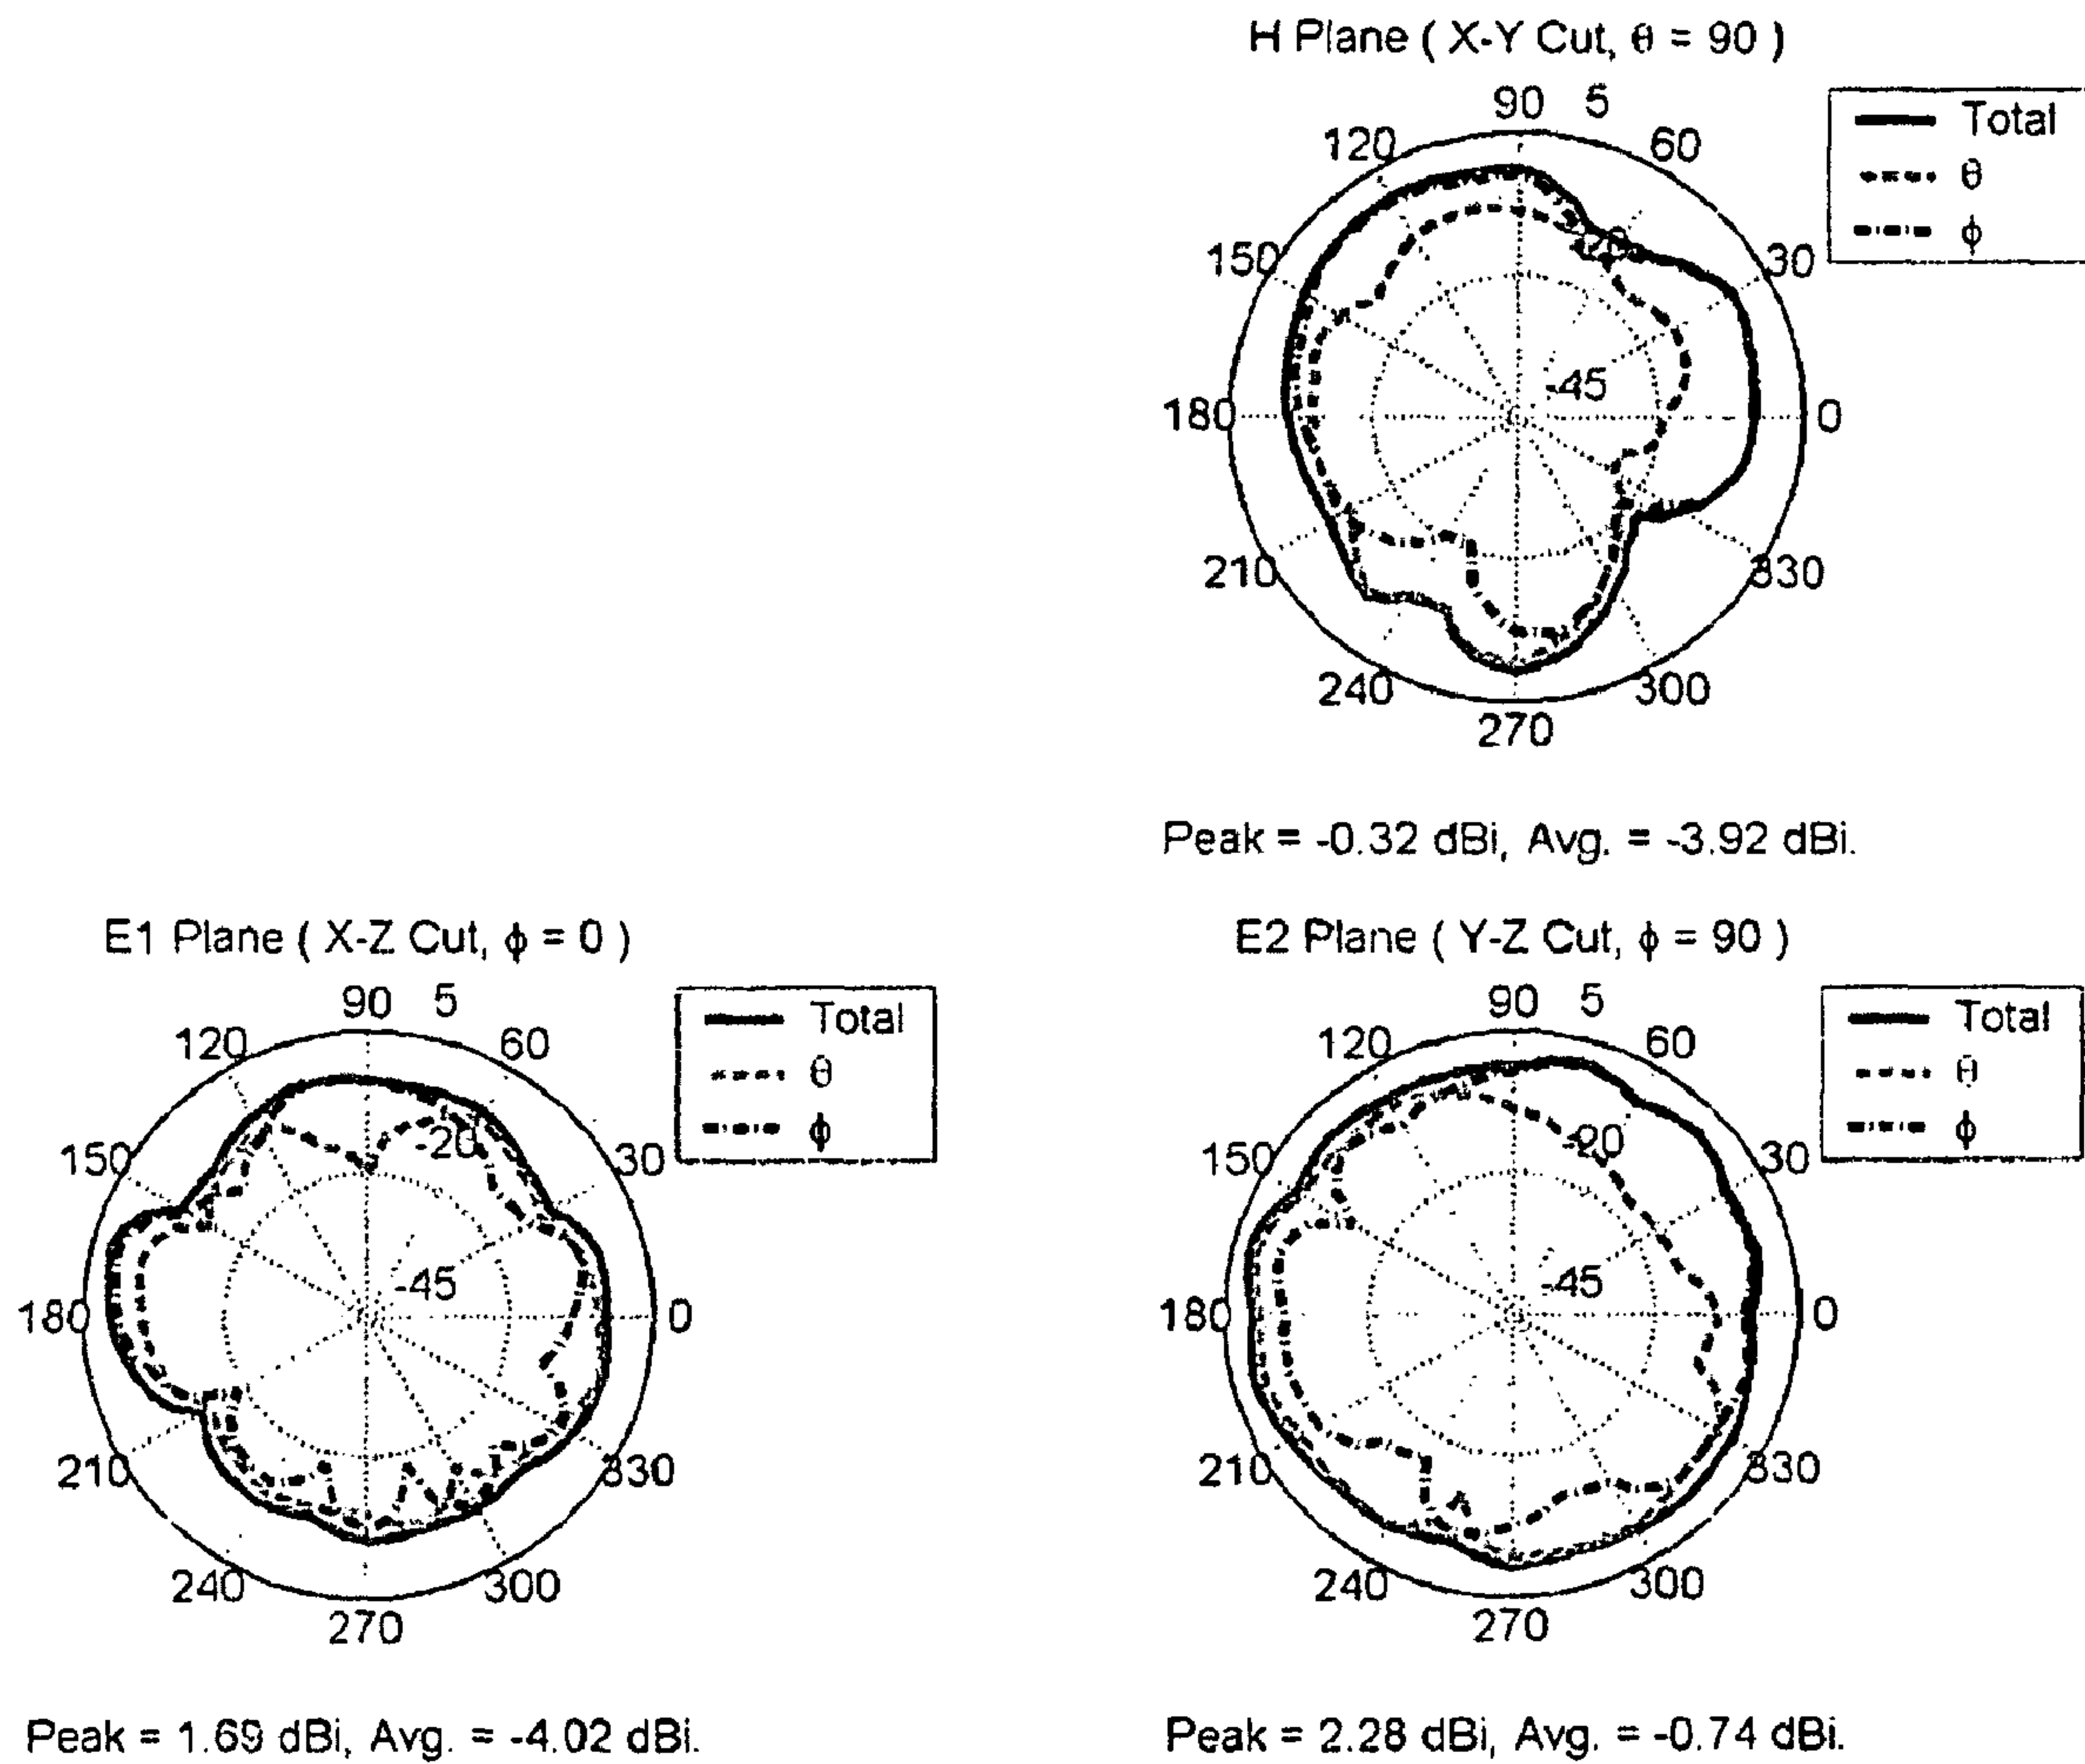 H Plane ( X-Y Cut, θ = 90 )
90 5
120 60
150 30
180 0
210 330
240 300
270
-20
-45
Total
θ
ϕ
Peak = -0.32 dBi, Avg. = -3.92 dBi.
E1 Plane ( X-Z Cut, ϕ = 0 )
90 5
120 60
150 30
180 0
210 330
240 300
270
-20
-45
Total
θ
ϕ
Peak = 1.69 dBi, Avg. = -4.02 dBi.
E2 Plane ( Y-Z Cut, ϕ = 90 )
90 5
120 60
150 30
180 0
210 330
240 300
270
-20
-45
Total
θ
ϕ
Peak = 2.28 dBi, Avg. = -0.74 dBi.